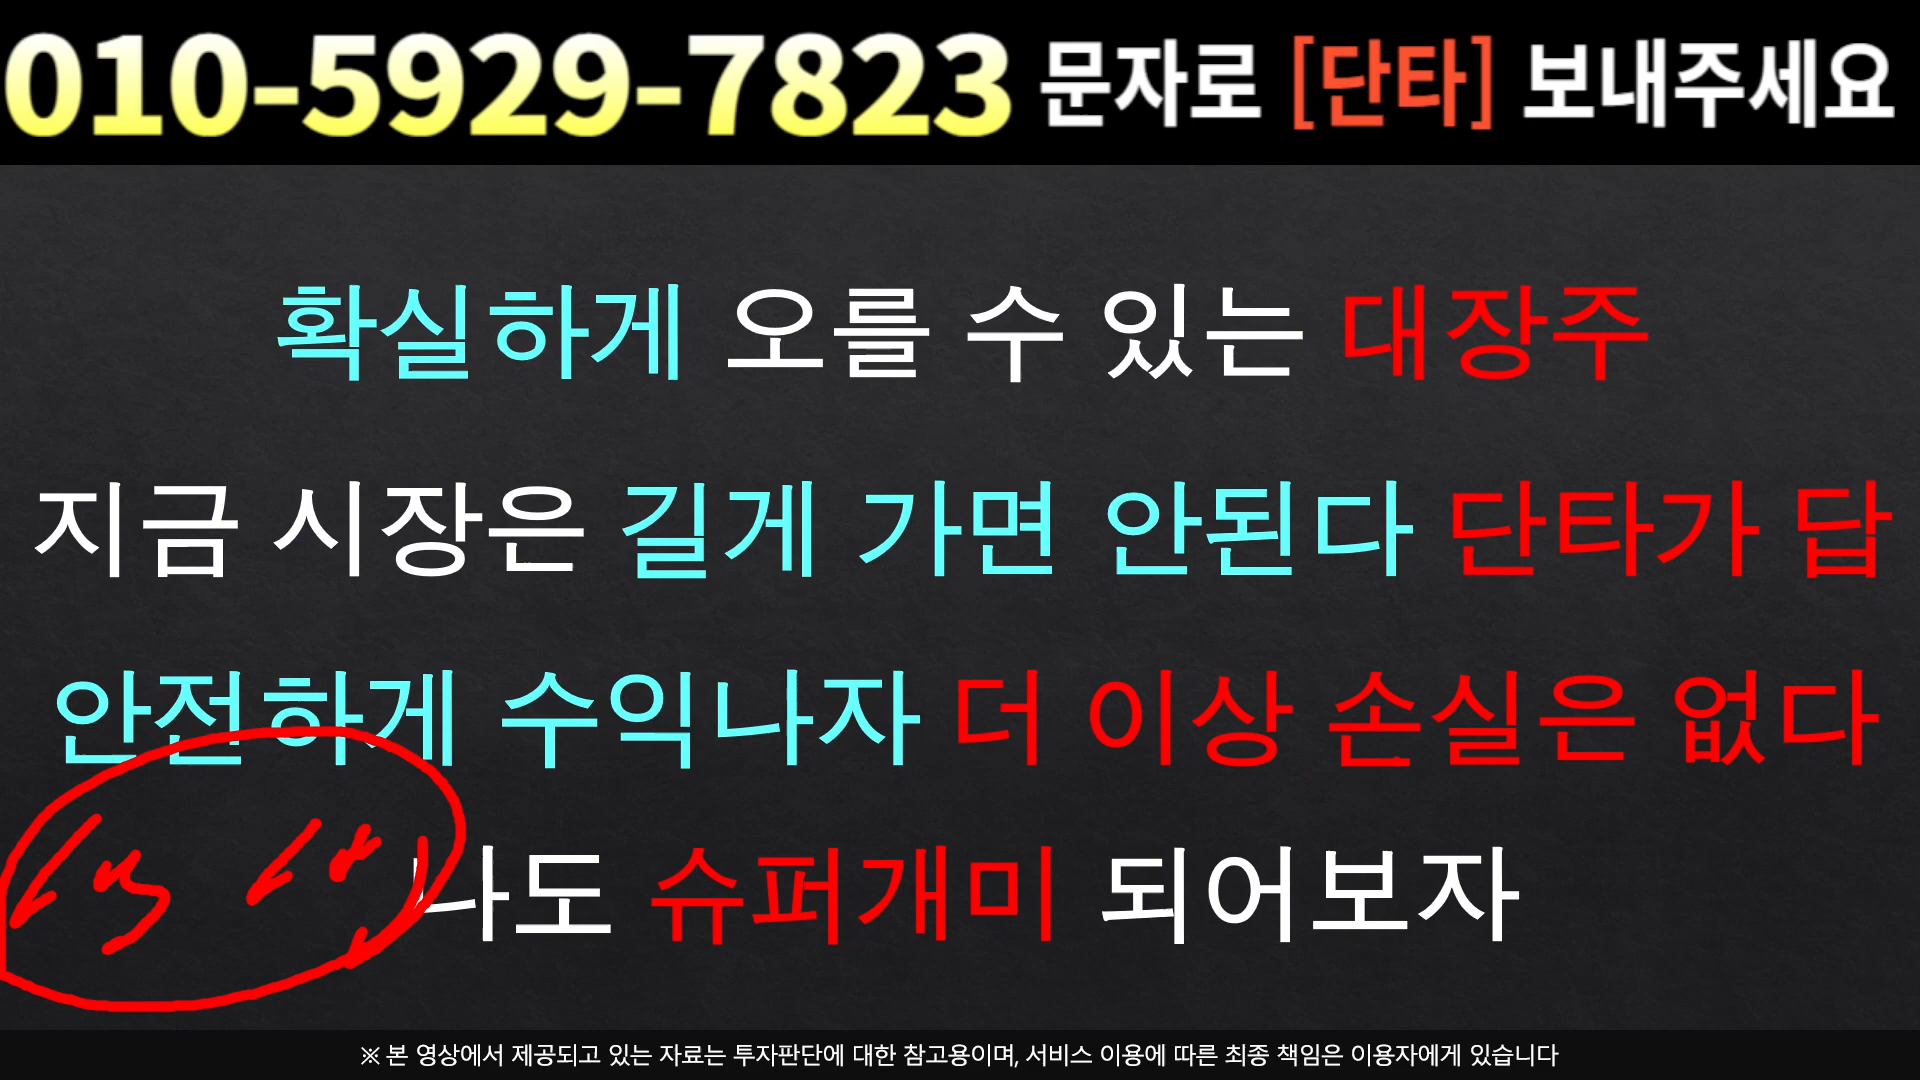 010-5929-7823 문자로 [단타] 보내주세요
확실하게 오를 수 있는 대장주
지금 시장은 길게 가면 안된다 단타가 답
안전하게 수익나자 더 이상 손실은 없다
나도 슈퍼개미 되어보자
※ 본 영상에서 제공되고 있는 자료는 투자판단에 대한 참고용이며, 서비스 이용에 따른 최종 책임은 이용자에게 있습니다